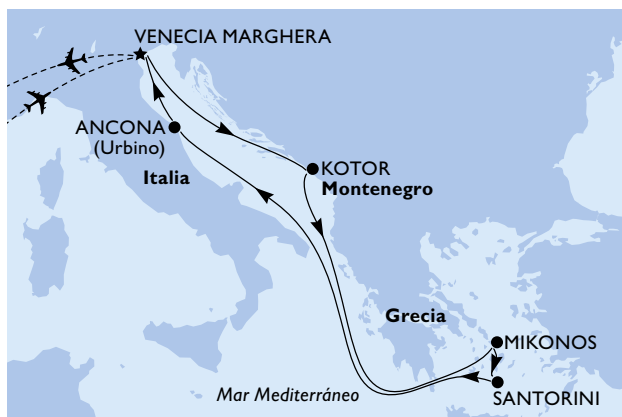 VENECIA MARGHERA
ANCONA
(Urbino)
Italia
KOTOR
Montenegro
Grecia
MIKONOS
SANTORINI
Mar Mediterráneo